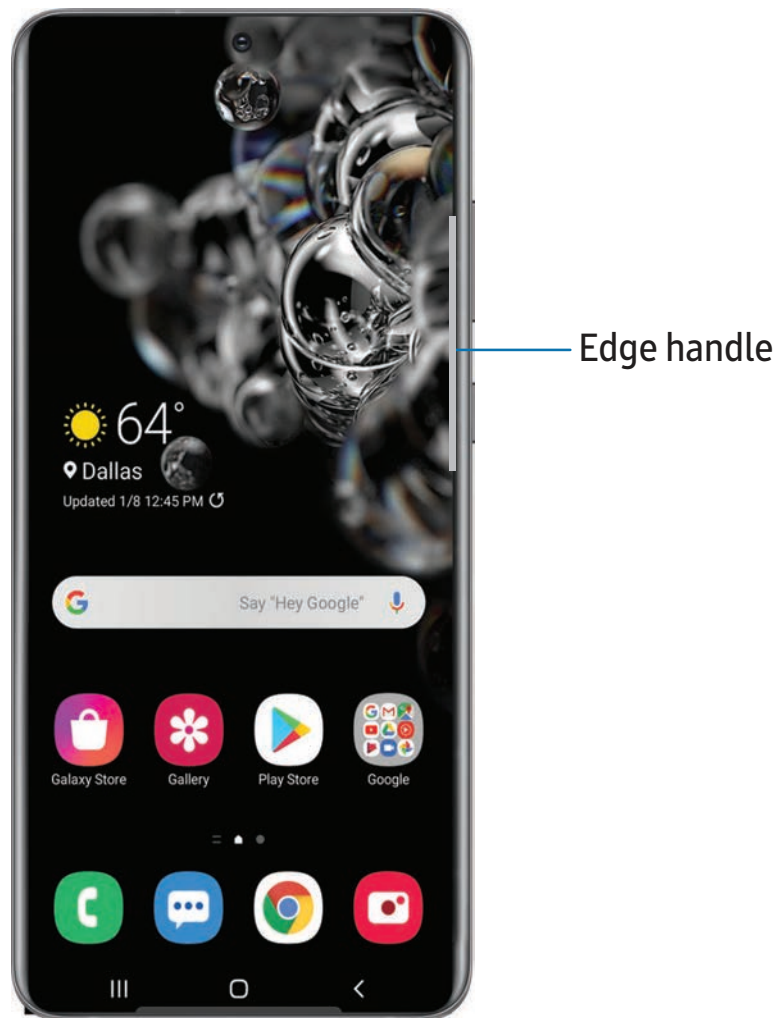 Edge handle
64°
Dallas
Updated 1/8 12:45 PM
Say "Hey Google"
Galaxy Store
Gallery
Play Store
Google